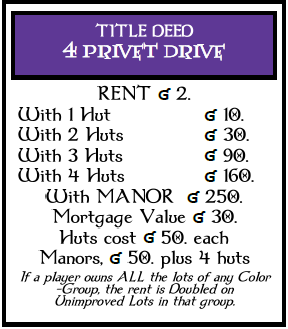 TITLE DEED
4 PRIVET DRIVE
RENT ₲ 2.
With 1 Hut ₲ 10.
With 2 Huts ₲ 30.
With 3 Huts ₲ 90.
With 4 Huts ₲ 160.
With MANOR ₲ 250.
Mortgage Value ₲ 30.
Huts cost ₲ 50. each
Manors, ₲ 50. plus 4 huts
If a player owns ALL the lots of any Color
-Group, the rent is Doubled on
Unimproved Lots in that group.